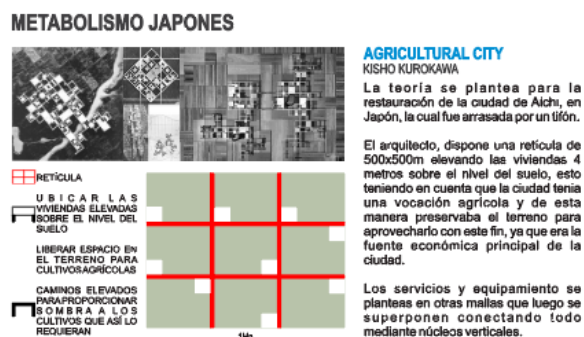 METABOLISMO JAPONES
AGRICULTURAL CITY
KISHO KUROKAWA
La teoría se plantea para la
restauración de la ciudad de Aichi, en
Japón, la cual fue arrasada por un tifón.
El arquitecto, dispone una retícula de
500x500m elevando las viviendas 4
metros sobre el nivel del suelo, esto
teniendo en cuenta que la ciudad tenia
una vocación agrícola y de esta
manera preservaba el terreno para
aprovecharlo con este fin, ya que era la
fuente económica principal de la
ciudad.
Los servicios y equipamiento se
planteas en otras mallas que luego se
superponen conectando todo
mediante núcleos verticales.
RETíCULA
UBICAR LAS
VIVIENDAS ELEVADAS
SOBRE EL NIVEL DEL
SUELO
LIBERAR ESPACIO EN
EL TERRENO PARA
CULTIVOS AGRÍCOLAS
CAMINOS ELEVADOS
PARA PROPORCIONAR
SOMBRA A LOS
CULTIVOS QUE ASÍ LO
REQUIERAN
1Ha